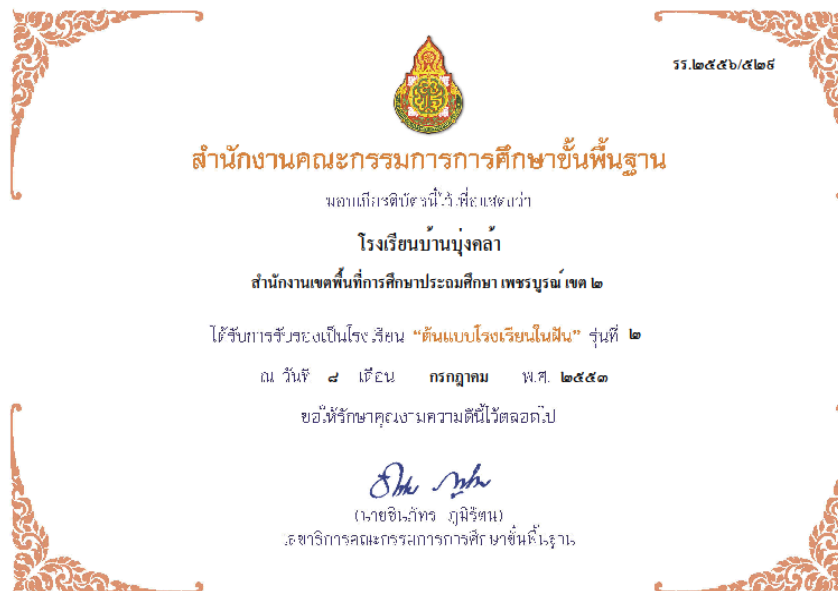 รร.๒๕๕๖/๕๒๙
สำนักงานคณะกรรมการการศึกษาขั้นพื้นฐาน
มอบเกียรติบัตรนี้ไว้เพื่อแสดงว่า
โรงเรียนบ้านบุ่งคล้า
สำนักงานเขตพื้นที่การศึกษาประถมศึกษา เพชรบูรณ์ เขต ๒
ได้รับการรับรองเป็นโรงเรียน “ต้นแบบโรงเรียนในฝัน” รุ่นที่ ๒
ณ วันที่ ๘ เดือน กรกฎาคม พ.ศ. ๒๕๕๓
ขอให้รักษาคุณงามความดีนี้ไว้ตลอดไป
(นายชินภัทร ภูมิรัตน)
เลขาธิการคณะกรรมการการศึกษาขั้นพื้นฐาน